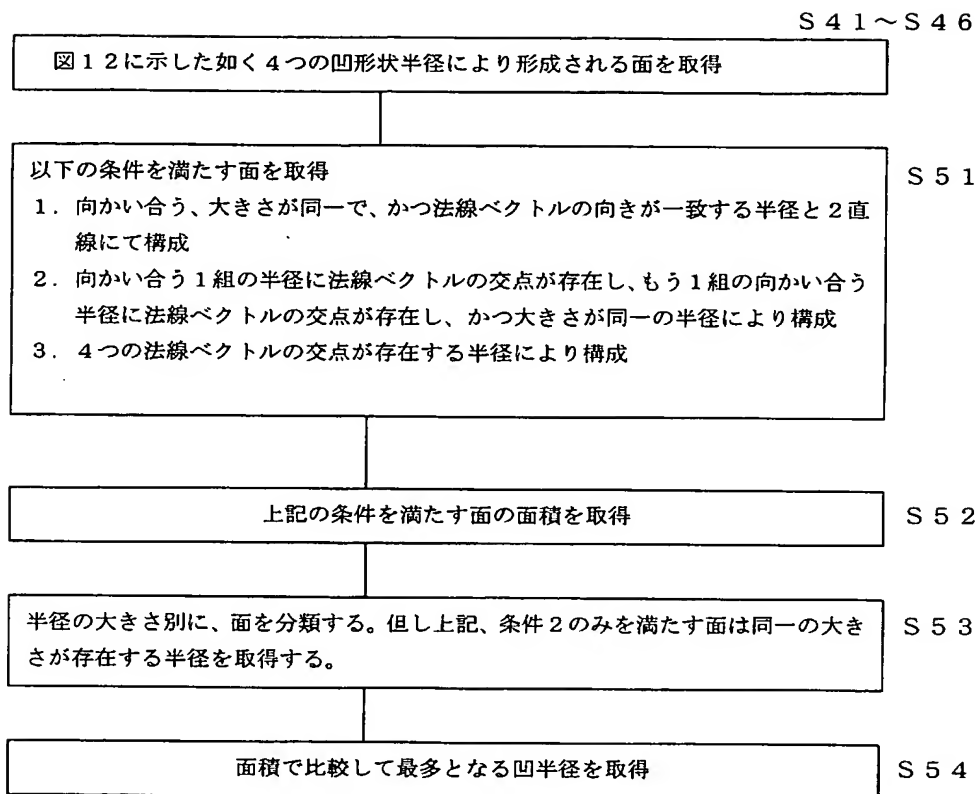 S41～S46
図12に示した如く4つの凹形状半径により形成される面を取得
以下の条件を満たす面を取得
S51
1．向かい合う、大きさが同一で、かつ法線ベクトルの向きが一致する半径と2直
線にて構成
2．向かい合う1組の半径に法線ベクトルの交点が存在し、もう1組の向かい合う
半径に法線ベクトルの交点が存在し、かつ大きさが同一の半径により構成
3．4つの法線ベクトルの交点が存在する半径により構成
上記の条件を満たす面の面積を取得
S52
半径の大きさ別に、面を分類する。但し上記、条件2のみを満たす面は同一の大き
S53
さが存在する半径を取得する。
面積で比較して最多となる凹半径を取得
S54